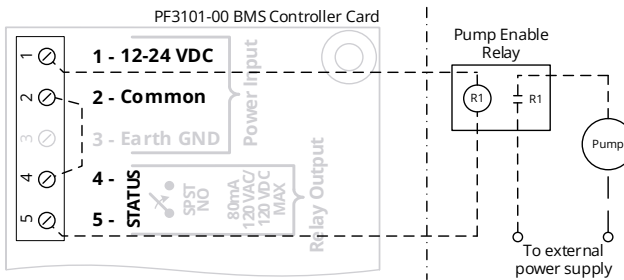 PF3101-00 BMS Controller Card
1
1 - 12-24 VDC
2
2 - Common
3
3 - Earth GND
Power Input
4
4 -
5
5 -
STATUS
SPST
NO
80mA
120 VAC/
120 VDC
MAX
Relay Output
Pump Enable
Relay
R1
R1
Pump
To external
power supply